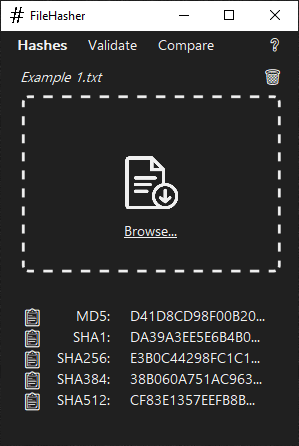 # FileHasher
Hashes Validate Compare ?
Example 1.txt
Browse...
MD5: D41D8CD98F00B20...
SHA1: DA39A3EE5E6B4B0...
SHA256: E3B0C44298FC1C1...
SHA384: 38B060A751AC963...
SHA512: CF83E1357EEFB8B...